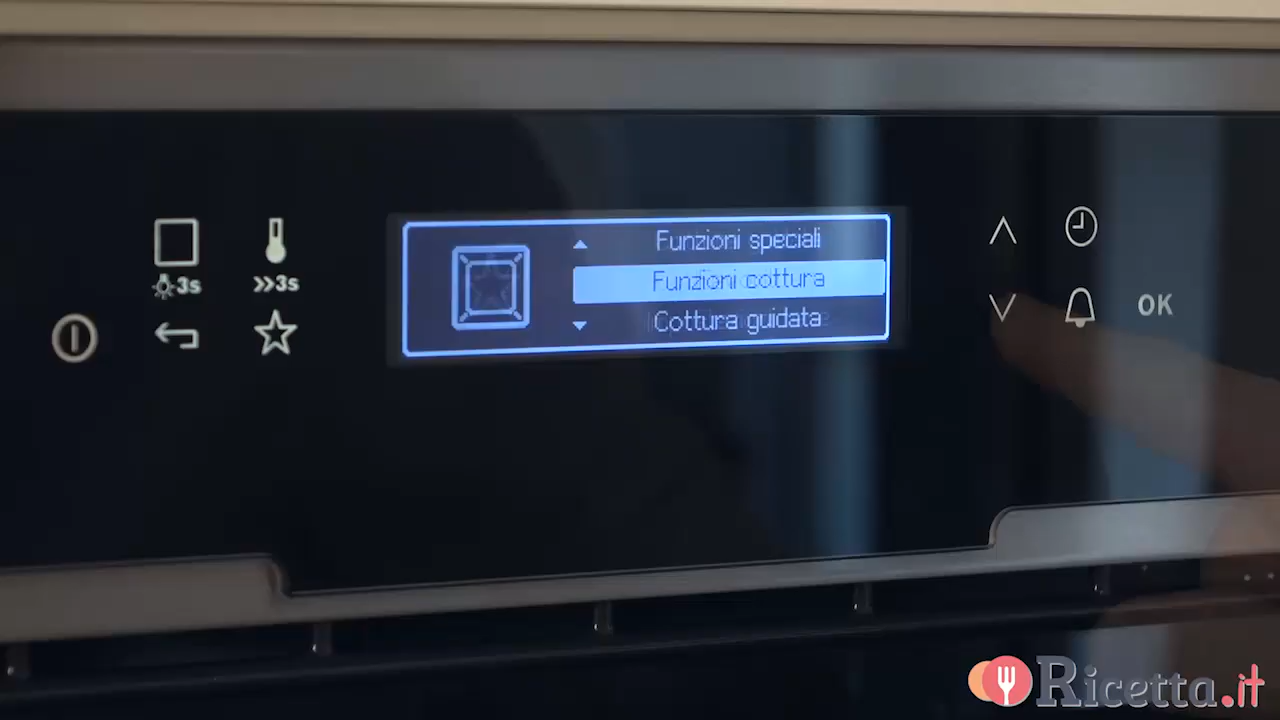 Funzioni speciali
Funzioni cottura
Cottura guidata
3s
>>3s
OK
Ricetta.it